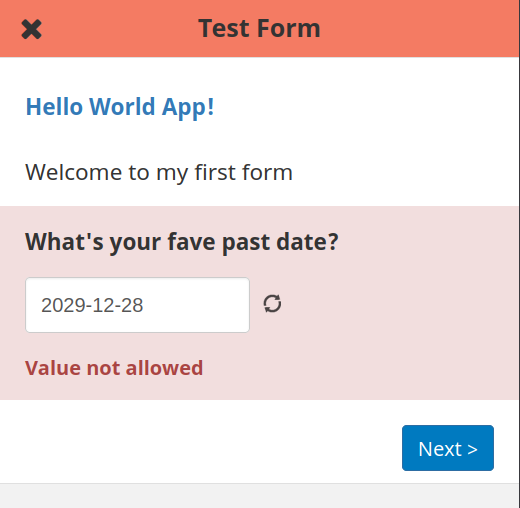 Test Form
Hello World App!
Welcome to my first form
What's your fave past date?
2029-12-28
Value not allowed
Next >